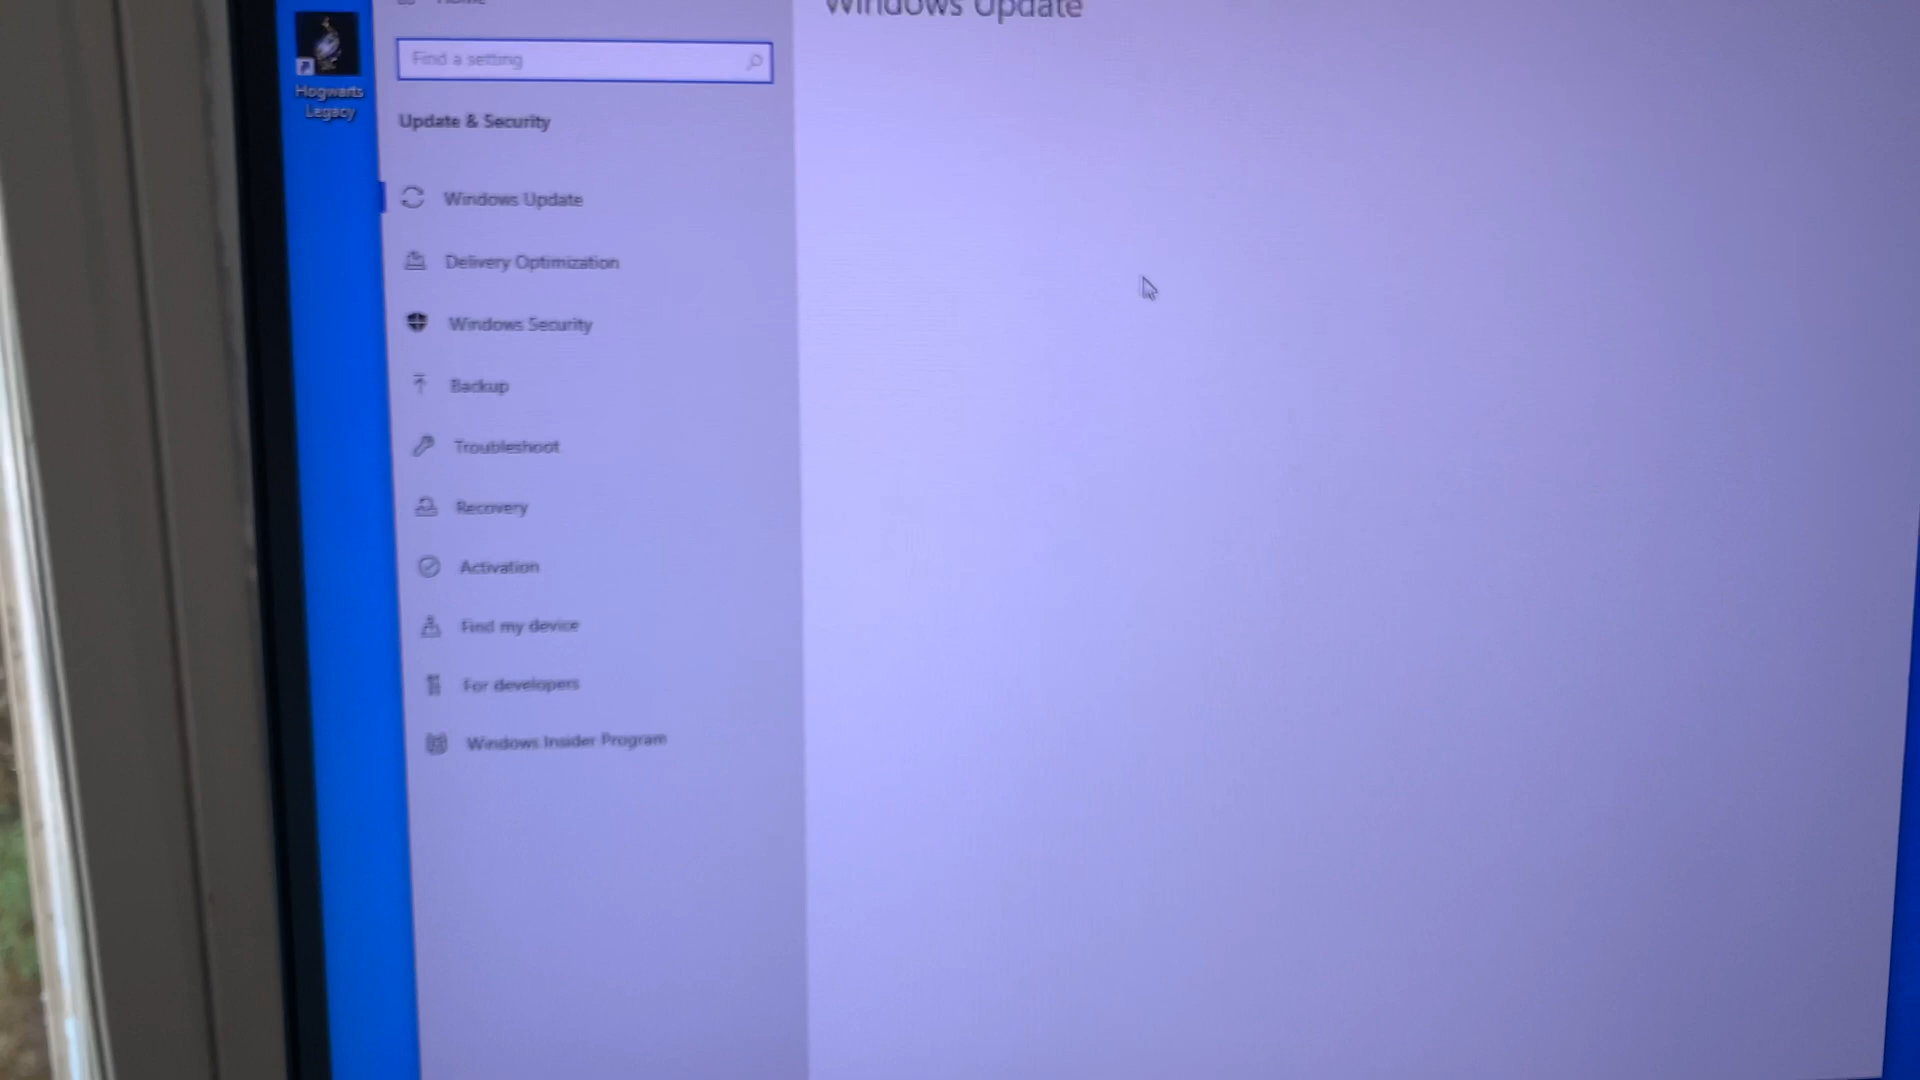 Home
Windows Update
Find a setting
Hogwarts
Legacy
Update & Security
Windows Update
Delivery Optimization
Windows Security
Backup
Troubleshoot
Recovery
Activation
Find my device
For developers
Windows Insider Program